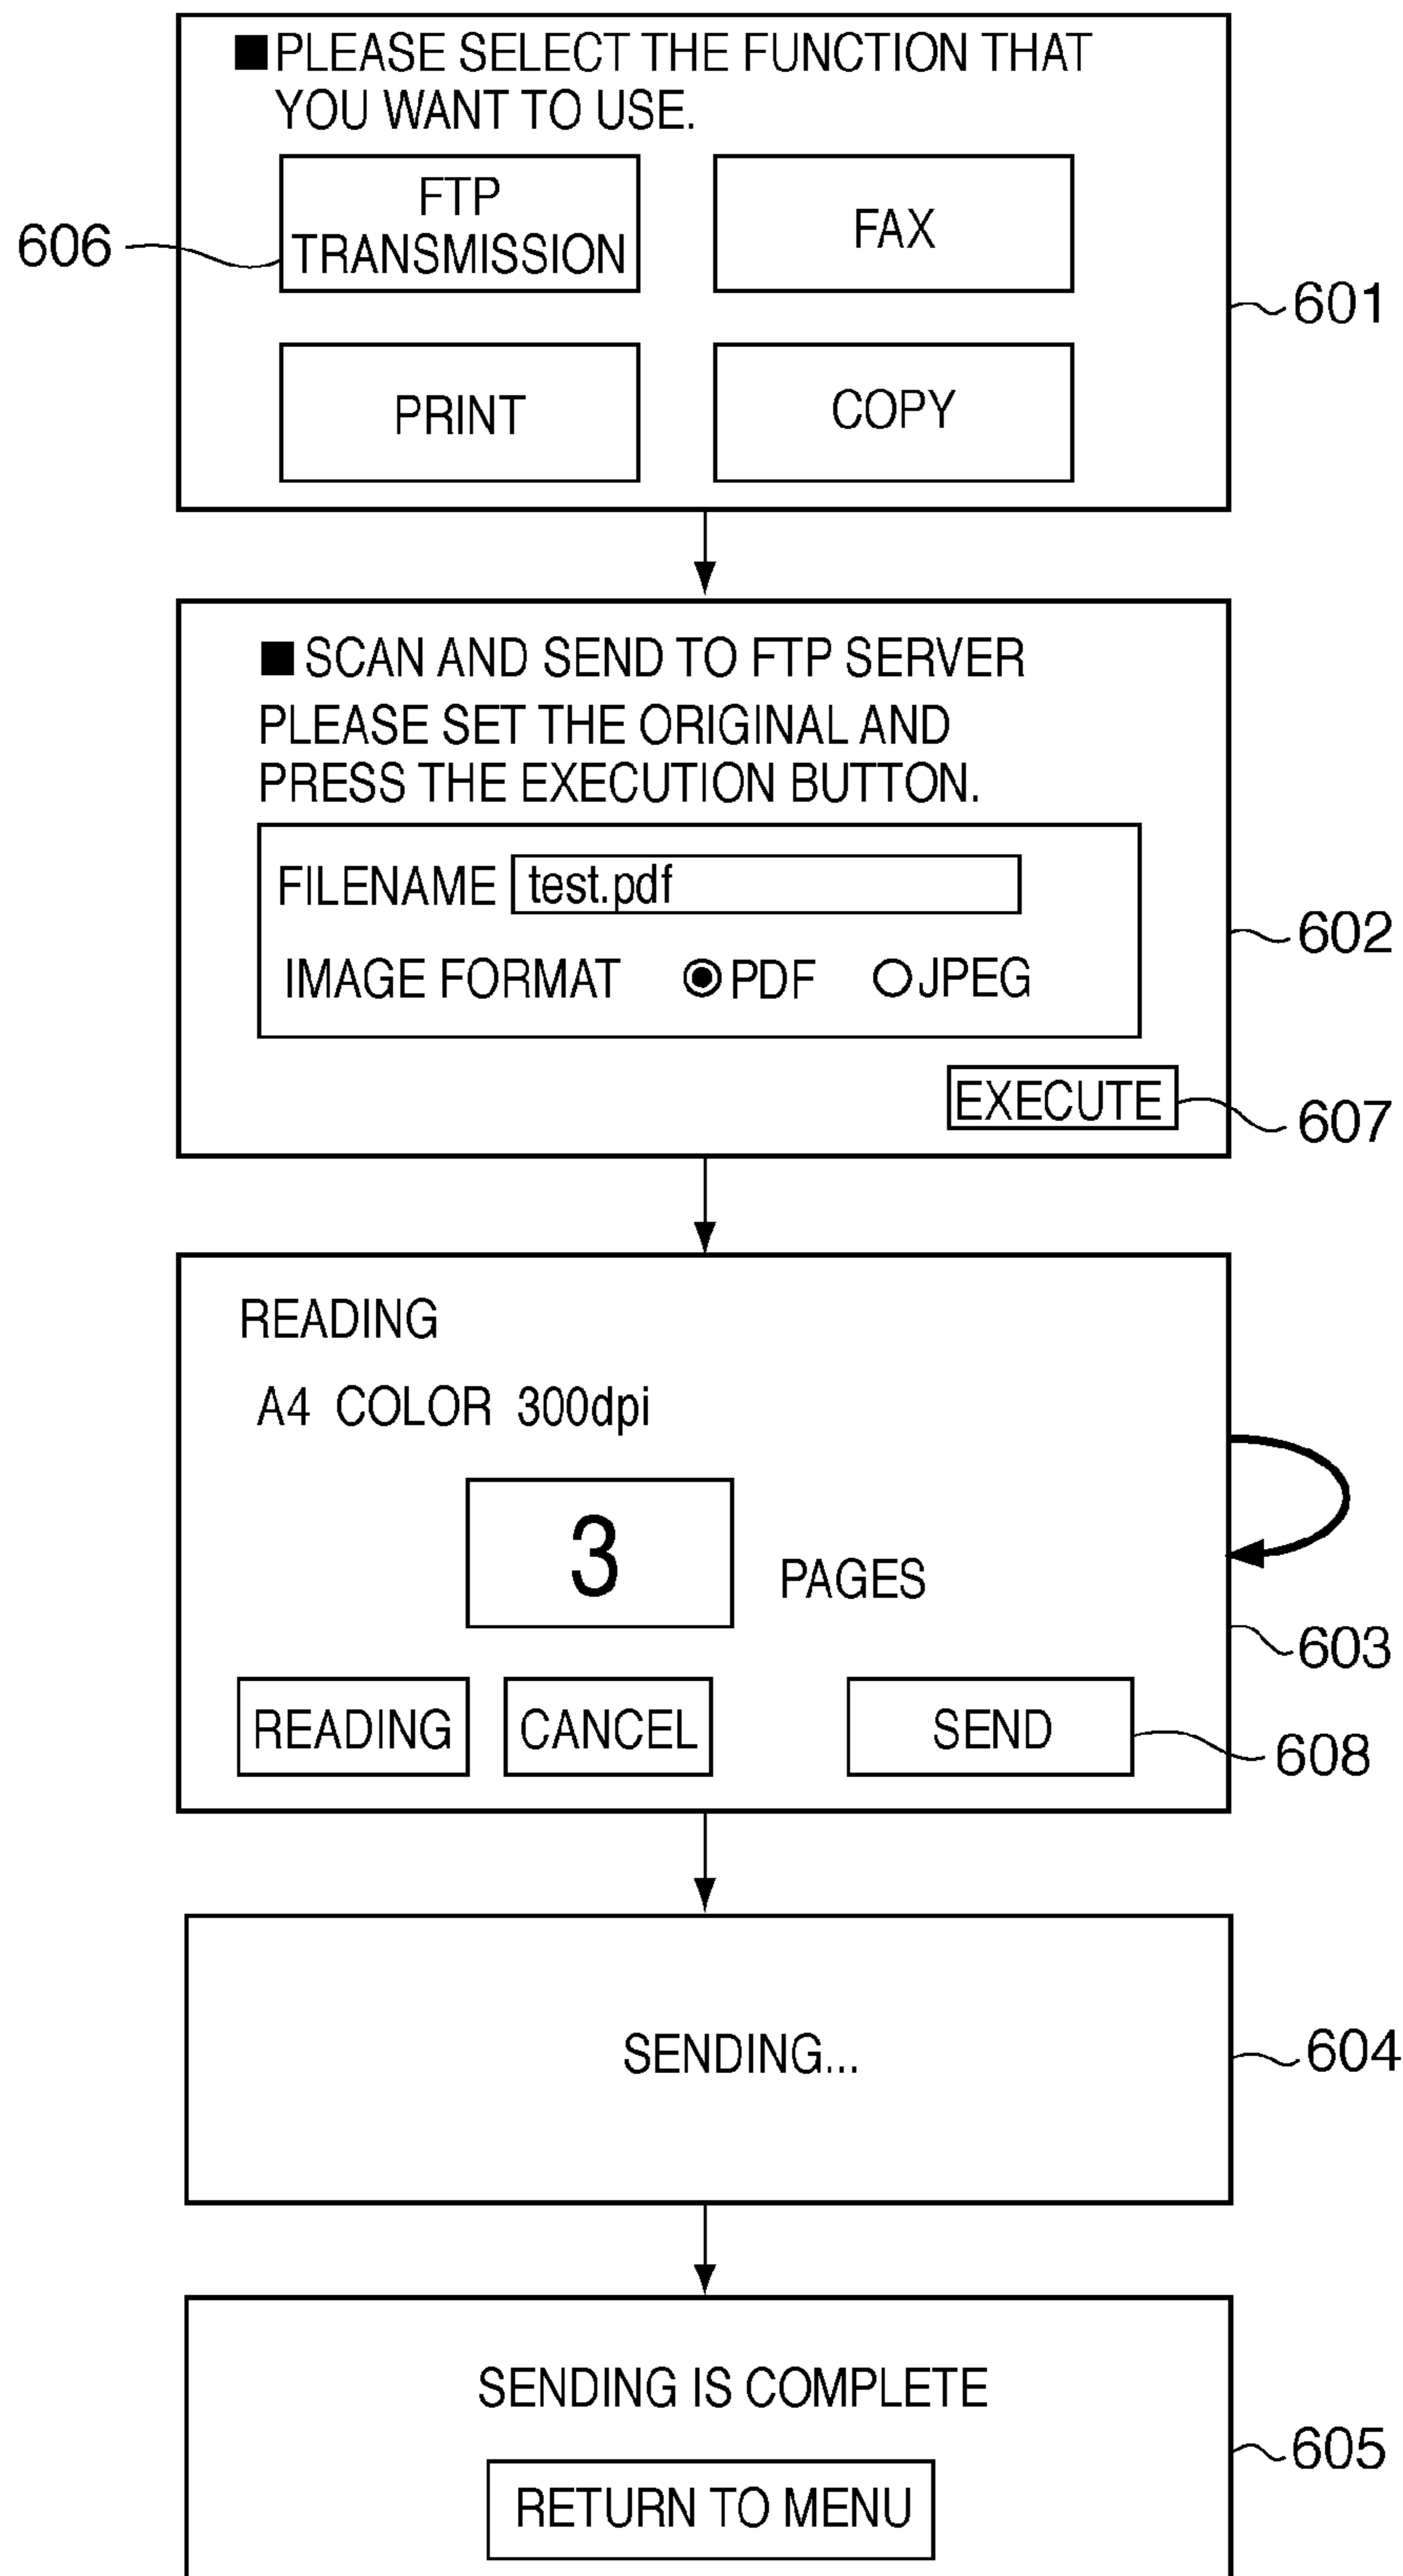 ■PLEASE SELECT THE FUNCTION THAT
YOU WANT TO USE.
FTP
TRANSMISSION
FAX
606
601
PRINT
COPY
■ SCAN AND SEND TO FTP SERVER
PLEASE SET THE ORIGINAL AND
PRESS THE EXECUTION BUTTON.
FILENAME test.pdf
602
IMAGE FORMAT PDF JPEG
EXECUTE
607
READING
A4 COLOR 300dpi
3 PAGES
603
READING CANCEL SEND
608
SENDING...
604
SENDING IS COMPLETE
605
RETURN TO MENU